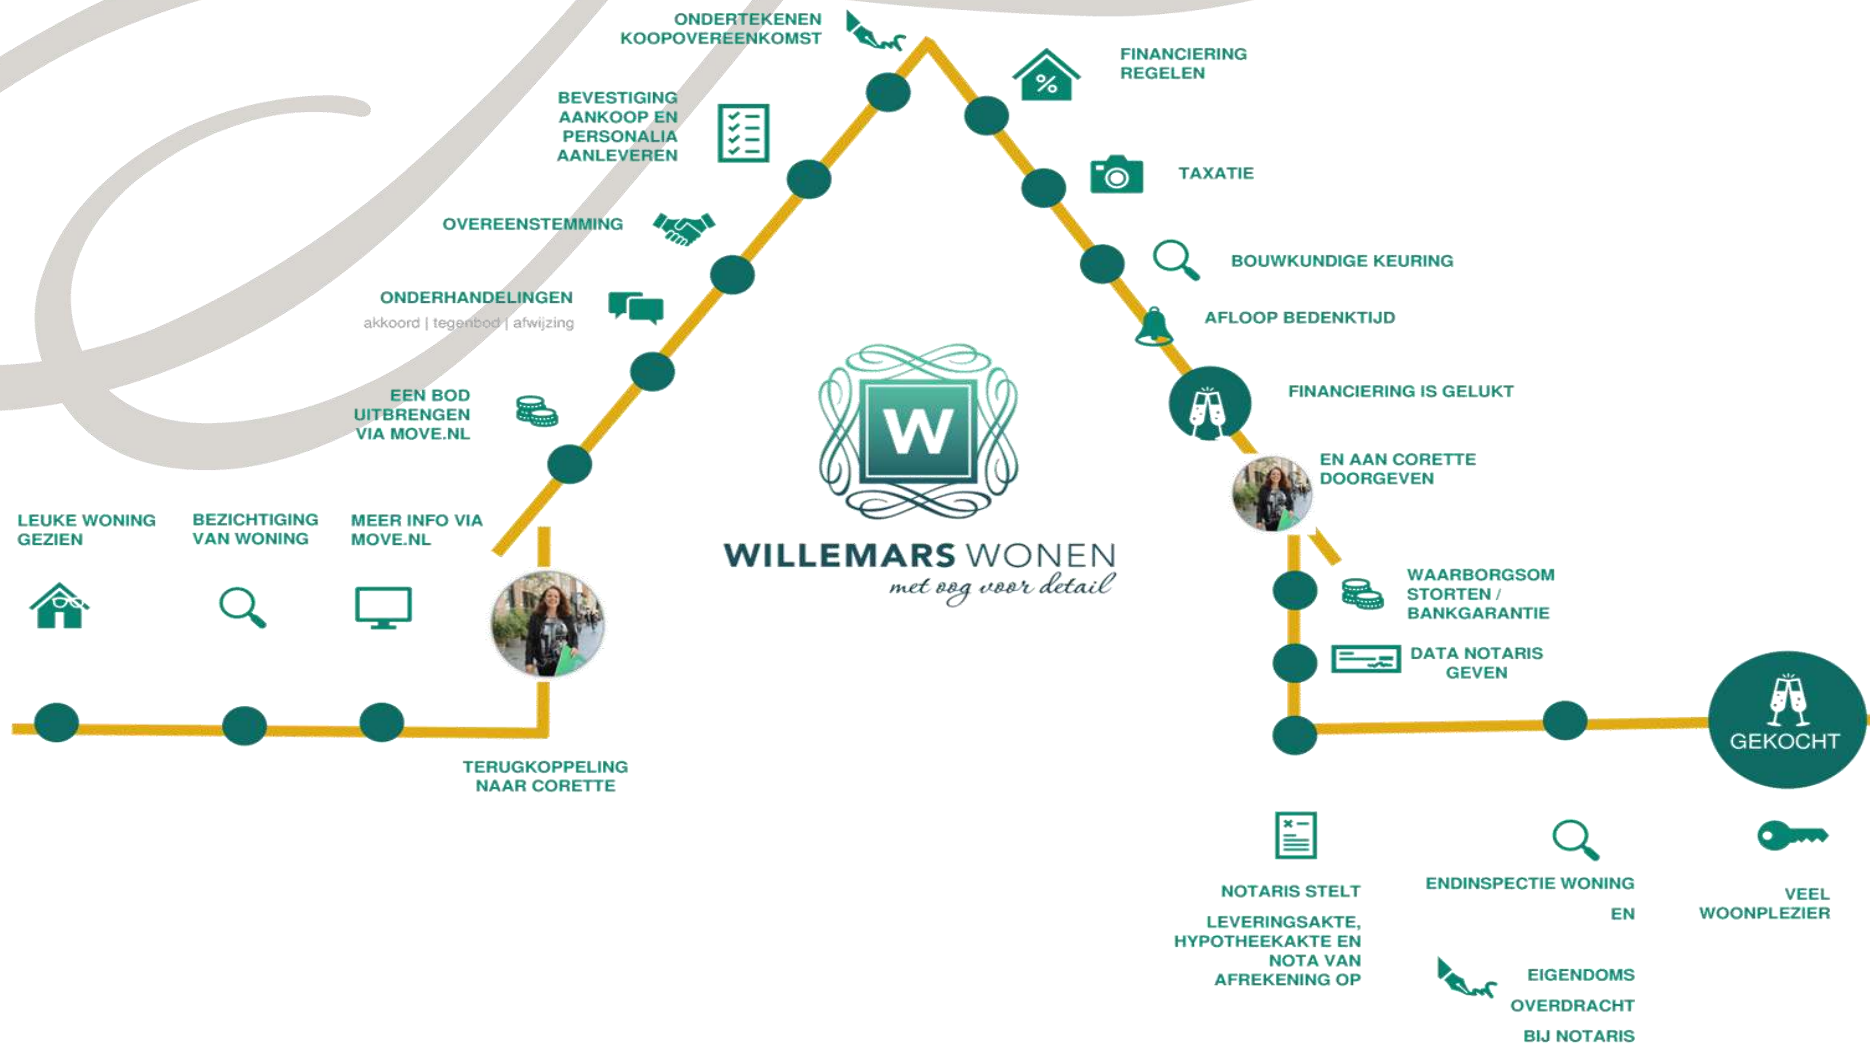 LEUKE WONING
GEZIEN
BEZICHTIGING
VAN WONING
MEER INFO VIA
MOVE.NL
TERUGKOPPELING
NAAR CORETTE
EEN BOD
UITBRENGEN
VIA MOVE.NL
ONDERHANDELINGEN
akkoord | tegenbod | afwijzing
OVEREENSTEMMING
BEVESTIGING
AANKOOP EN
PERSONALIA
AANLEVEREN
ONDERTEKENEN
KOOPOVEREENKOMST
%
FINANCIERING
REGELEN
TAXATIE
BOUWKUNDIGE KEURING
AFLOOP BEDENKTIJD
FINANCIERING IS GELUKT
EN AAN CORETTE
DOORGEVEN
W
WILLEMARS WONEN
met oog voor detail
WAARBORGSOM
STORTEN /
BANKGARANTIE
DATA NOTARIS
GEVEN
NOTARIS STELT
LEVERINGSAKTE,
HYPOTHEEKAKTE EN
NOTA VAN
AFREKENING OP
ENDINSPECTIE WONING
EN
EIGENDOMS
OVERDRACHT
BIJ NOTARIS
GEKOCHT
VEEL
WOONPLEZIER